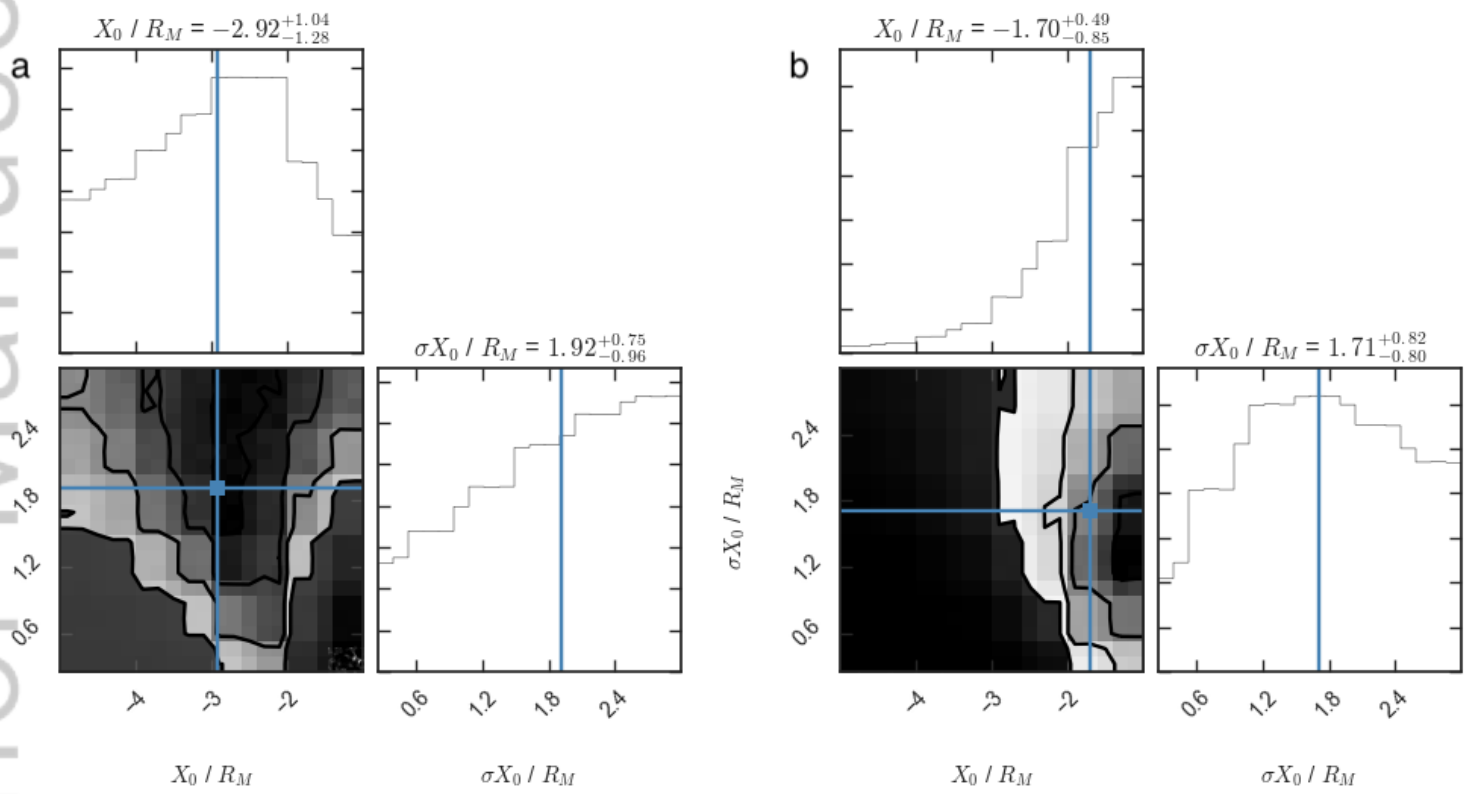 X₀ / R_M = −2.92^{+1.04}_{−1.28}
a
σX₀ / R_M = 1.92^{+0.75}_{−0.96}
2.4
1.8
1.2
0.6
−4
−3
−2
0.6
1.2
1.8
2.4
X₀ / R_M
σX₀ / R_M
X₀ / R_M = −1.70^{+0.49}_{−0.85}
b
σX₀ / R_M = 1.71^{+0.82}_{−0.80}
σX₀ / R_M
2.4
1.8
1.2
0.6
−4
−3
−2
0.6
1.2
1.8
2.4
X₀ / R_M
σX₀ / R_M